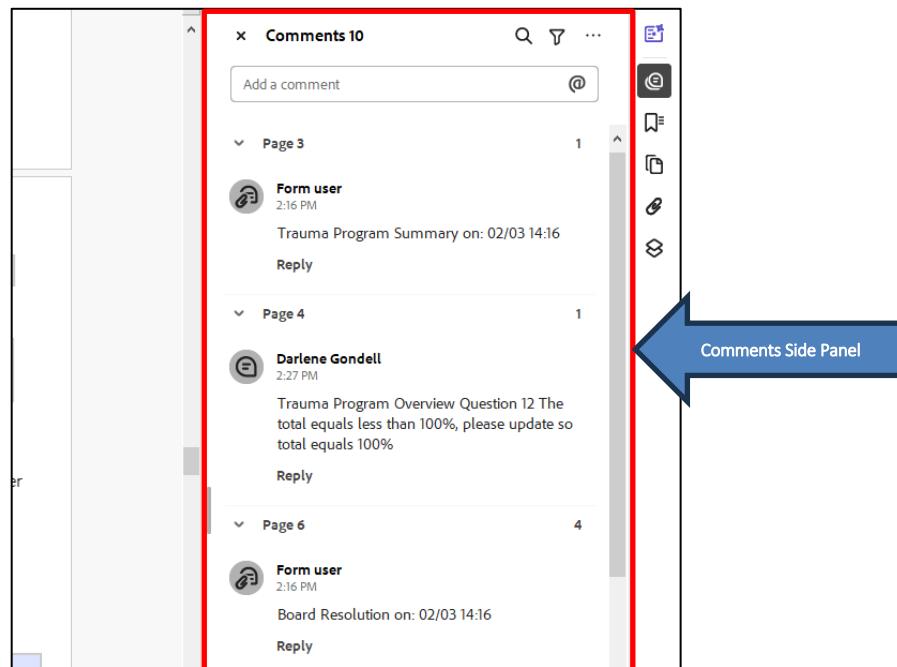 Comments 10
Add a comment
@
Page 3 1
Form user
2:16 PM
Trauma Program Summary on: 02/03 14:16
Reply
Page 4 1
Darlene Gondell
2:27 PM
Trauma Program Overview Question 12 The
total equals less than 100%, please update so
total equals 100%
Reply
Page 6 4
Form user
2:16 PM
Board Resolution on: 02/03 14:16
Reply
er
Comments Side Panel